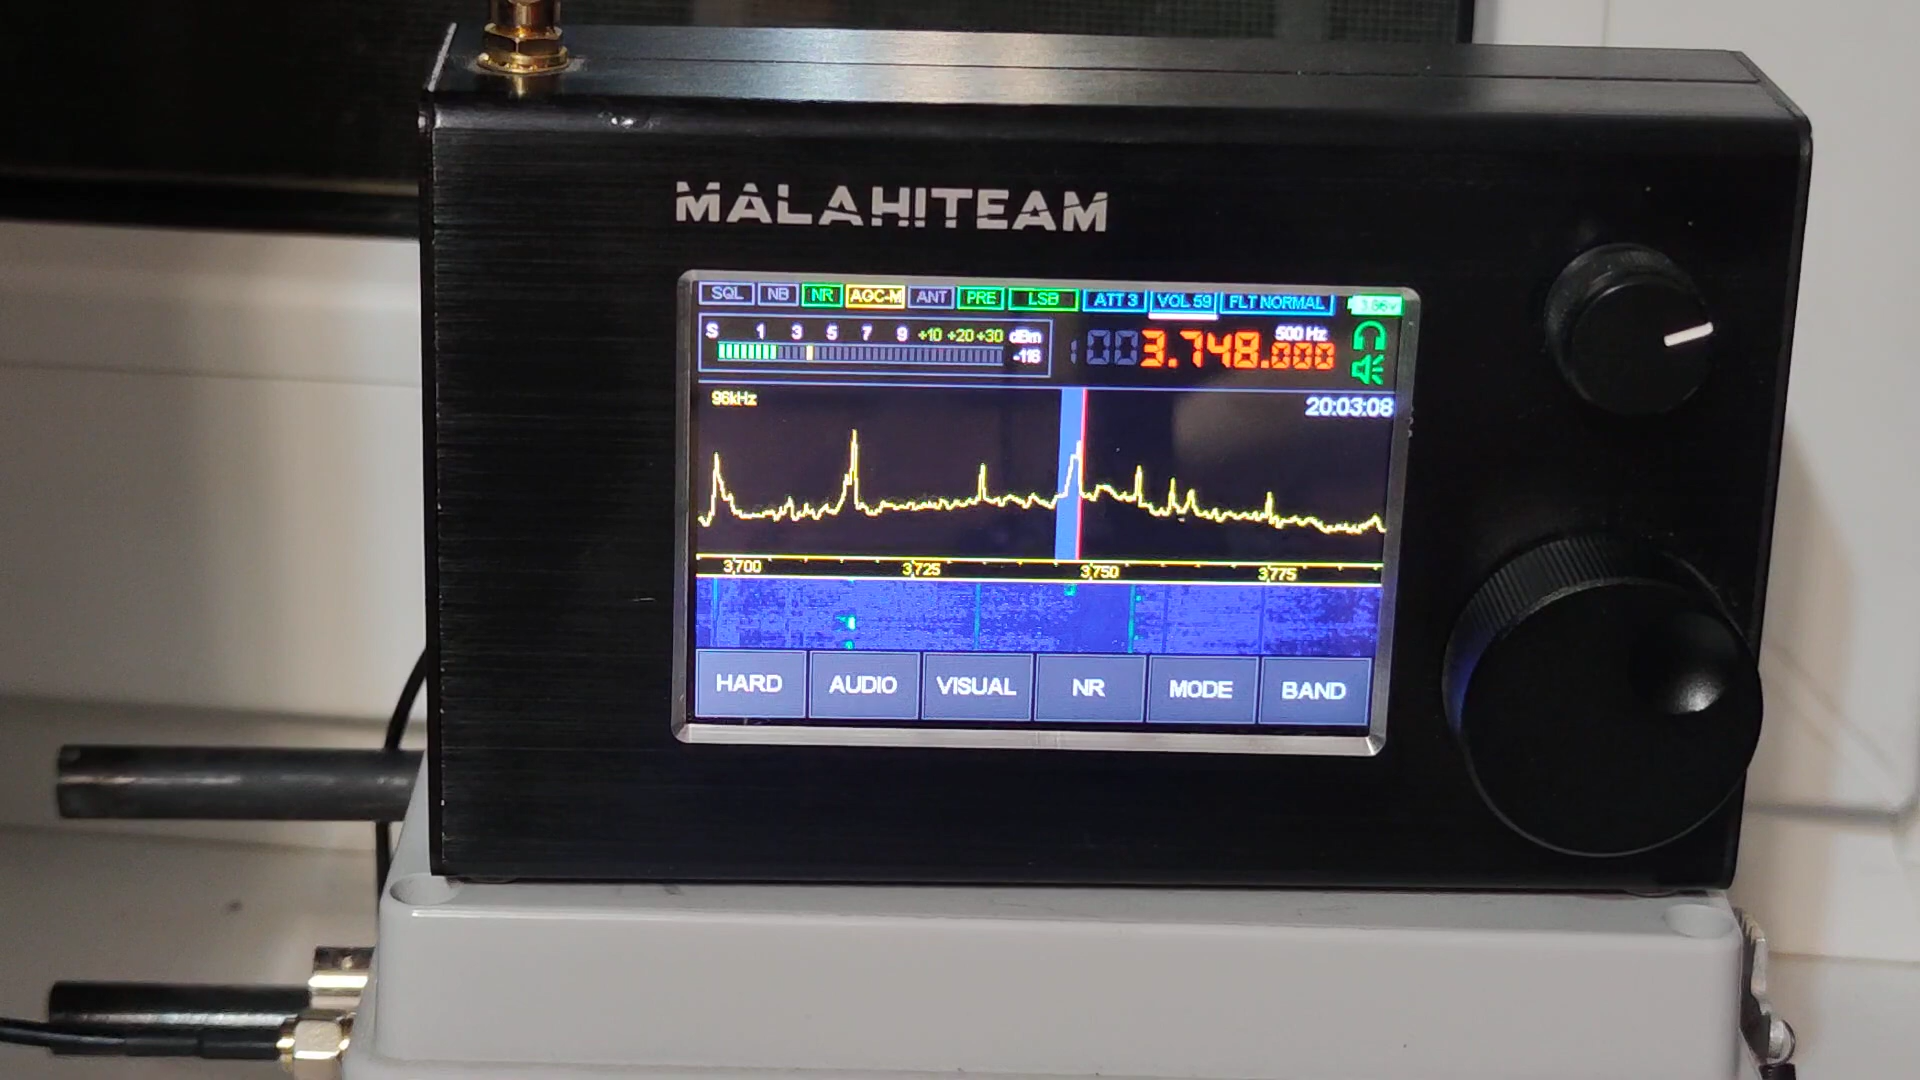 MALAHITEAM
SQL NB NR AGC-M ANT PRE LSB ATT 3 VOL 59 FLT NORMAL
S 1 3 5 7 9 +10 +20 +30 dBm
-118
500 Hz
3.748.000
96kHz
20:03:08
3,700 3,725 3,750 3,775
HARD AUDIO VISUAL NR MODE BAND